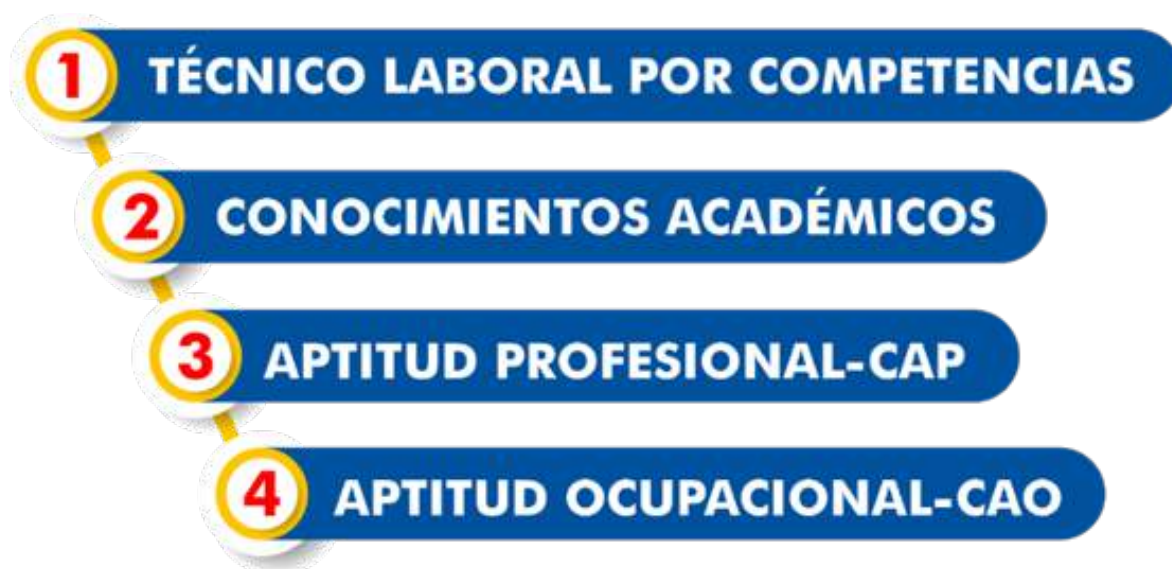 1 TÉCNICO LABORAL POR COMPETENCIAS
2 CONOCIMIENTOS ACADÉMICOS
3 APTITUD PROFESIONAL-CAP
4 APTITUD OCUPACIONAL-CAO